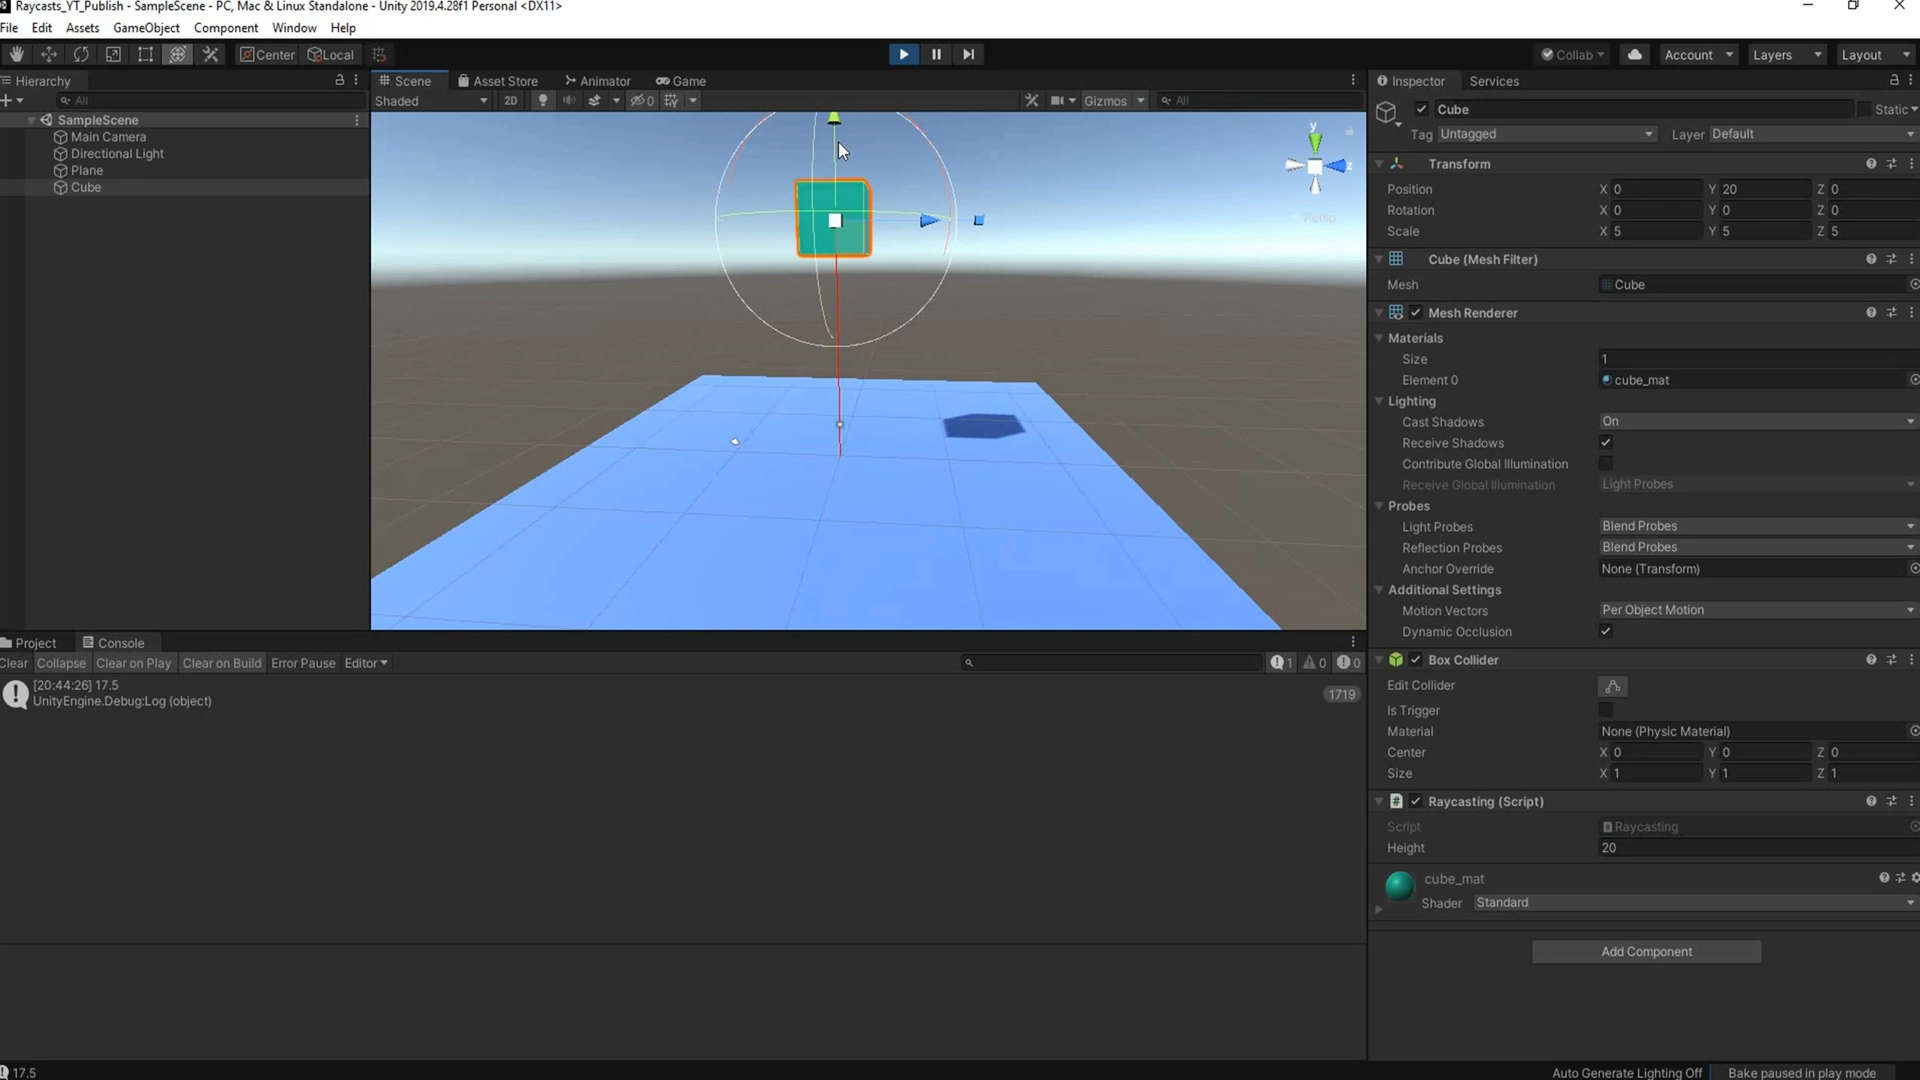 Raycasts_YT_Publish - SampleScene - PC, Mac & Linux Standalone - Unity 2019.4.28f1 Personal <DX11>
File Edit Assets GameObject Component Window Help
Center Local Collab Account Layers Layout
Hierarchy
All
SampleScene
Main Camera
Directional Light
Plane
Cube
Scene Asset Store Animator Game
Shaded 2D 0 Gizmos All
y
z
Persp
Inspector Services
Cube Static
Tag Untagged Layer Default
Transform
Position X 0 Y 20 Z 0
Rotation X 0 Y 0 Z 0
Scale X 5 Y 5 Z 5
Cube (Mesh Filter)
Mesh Cube
Mesh Renderer
Materials
Size 1
Element 0 cube_mat
Lighting
Cast Shadows On
Receive Shadows
Contribute Global Illumination
Receive Global Illumination Light Probes
Probes
Light Probes Blend Probes
Reflection Probes Blend Probes
Anchor Override None (Transform)
Additional Settings
Motion Vectors Per Object Motion
Dynamic Occlusion
Box Collider
Edit Collider
Is Trigger
Material None (Physic Material)
Center X 0 Y 0 Z 0
Size X 1 Y 1 Z 1
Raycasting (Script)
Script Raycasting
Height 20
cube_mat
Shader Standard
Add Component
Project Console
Clear Collapse Clear on Play Clear on Build Error Pause Editor 1 0 0
[20:44:26] 17.5
UnityEngine.Debug:Log (object)
1719
17.5
Auto Generate Lighting Off Bake paused in play mode